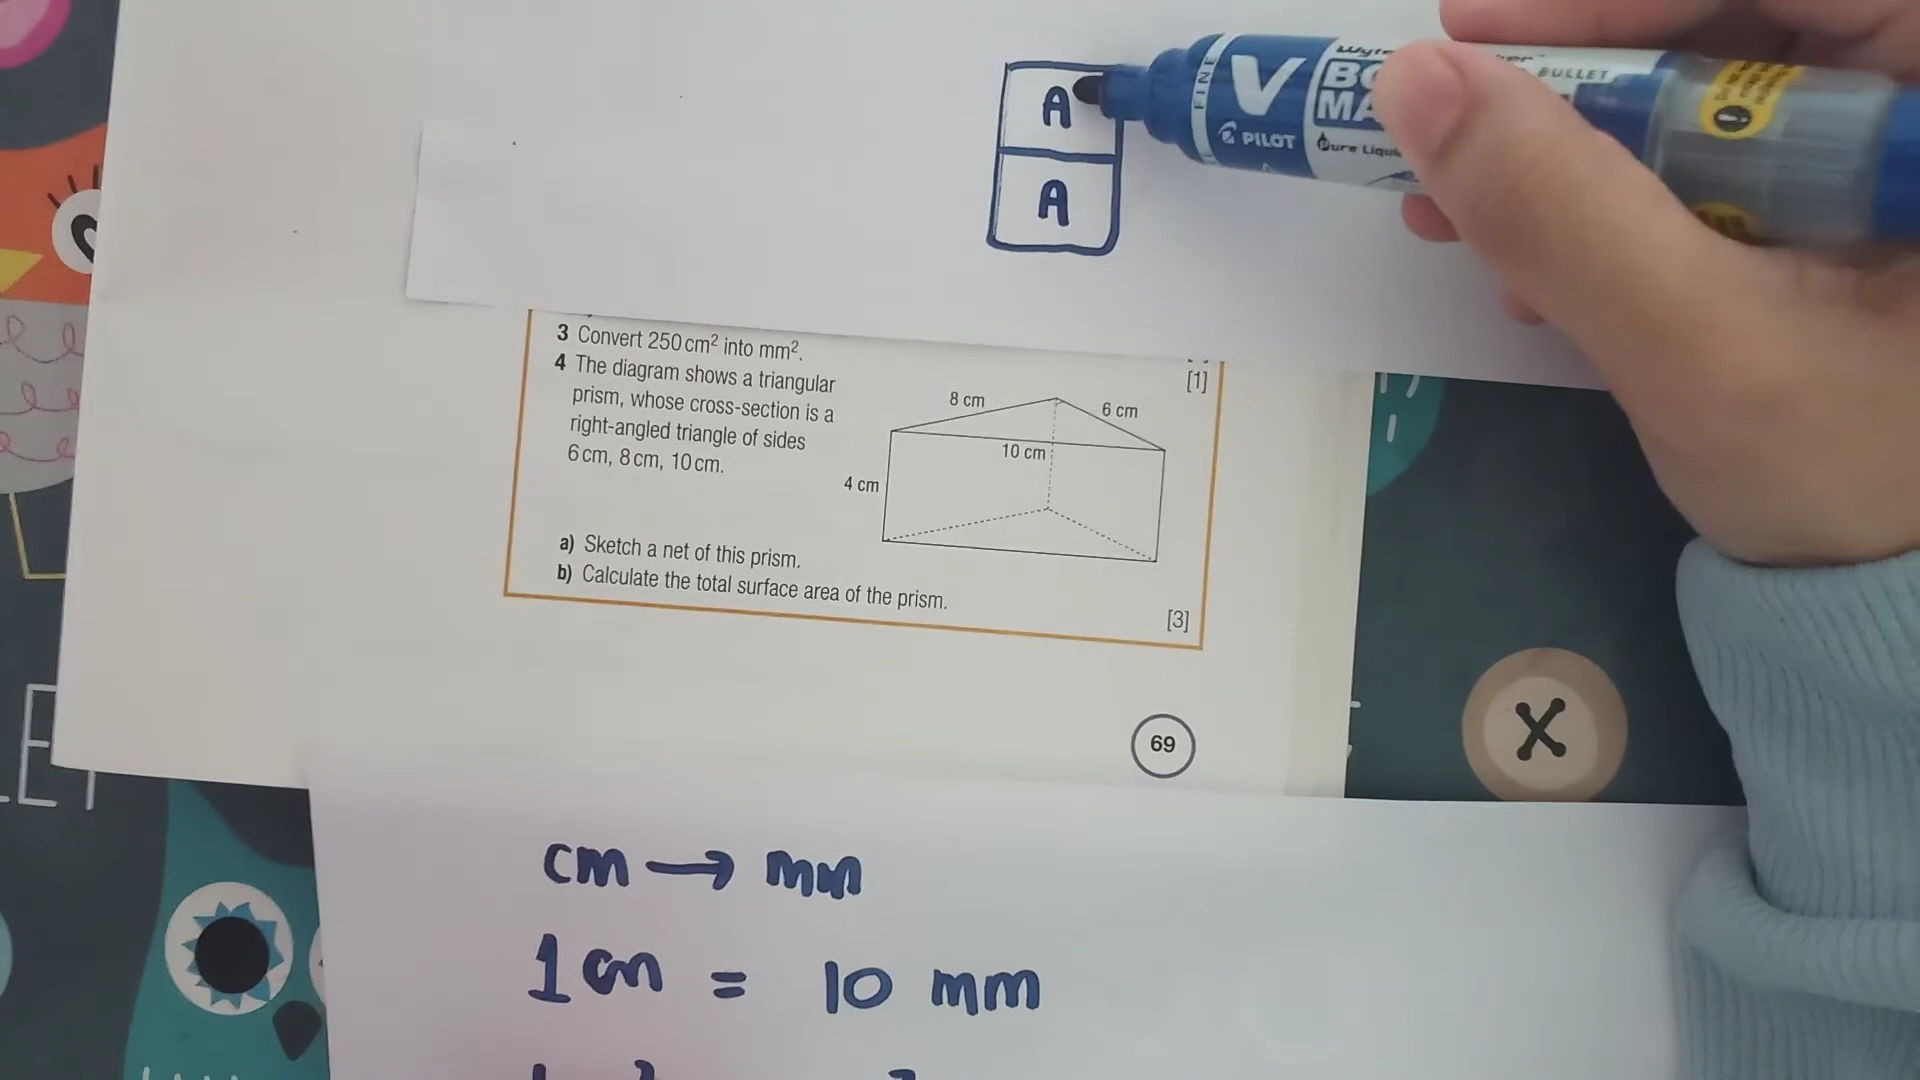 A
A
FINE
V
PILOT
BULLET
3 Convert 250 cm² into mm².
[1]
4 The diagram shows a triangular
prism, whose cross-section is a
right-angled triangle of sides
6 cm, 8 cm, 10 cm.
8 cm
6 cm
10 cm
4 cm
a) Sketch a net of this prism.
b) Calculate the total surface area of the prism.
[3]
69
cm → mm
1 cm = 10 mm